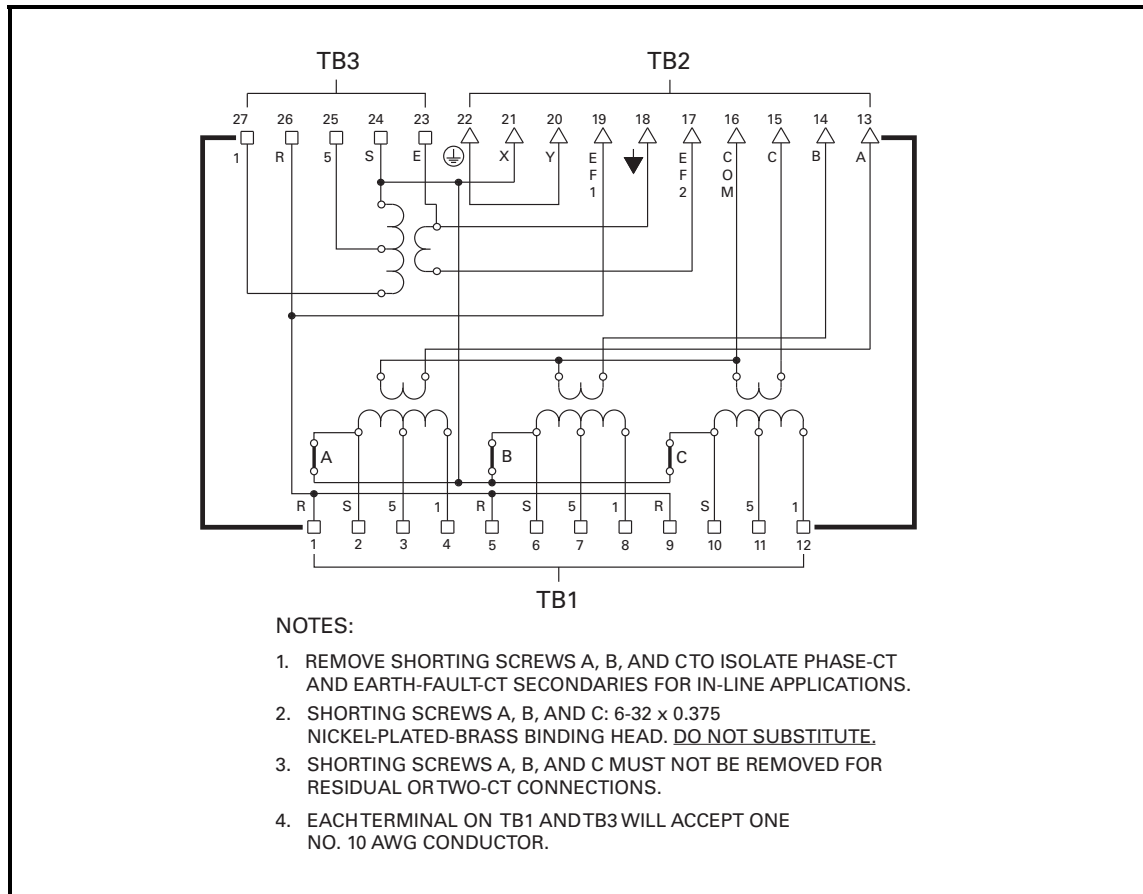 TB3 TB2
27 26 25 24 23 22 21 20 19 18 17 16 15 14 13
1 R 5 S E X Y EF1 EF2 COM C B A
A B C
R S 5 1 R S 5 1 R S 5 1
1 2 3 4 5 6 7 8 9 10 11 12
TB1
NOTES:
1. REMOVE SHORTING SCREWS A, B, AND C TO ISOLATE PHASE-CT
AND EARTH-FAULT-CT SECONDARIES FOR IN-LINE APPLICATIONS.
2. SHORTING SCREWS A, B, AND C: 6-32 x 0.375
NICKEL-PLATED-BRASS BINDING HEAD. DO NOT SUBSTITUTE.
3. SHORTING SCREWS A, B, AND C MUST NOT BE REMOVED FOR
RESIDUAL OR TWO-CT CONNECTIONS.
4. EACH TERMINAL ON TB1 AND TB3 WILL ACCEPT ONE
NO. 10 AWG CONDUCTOR.